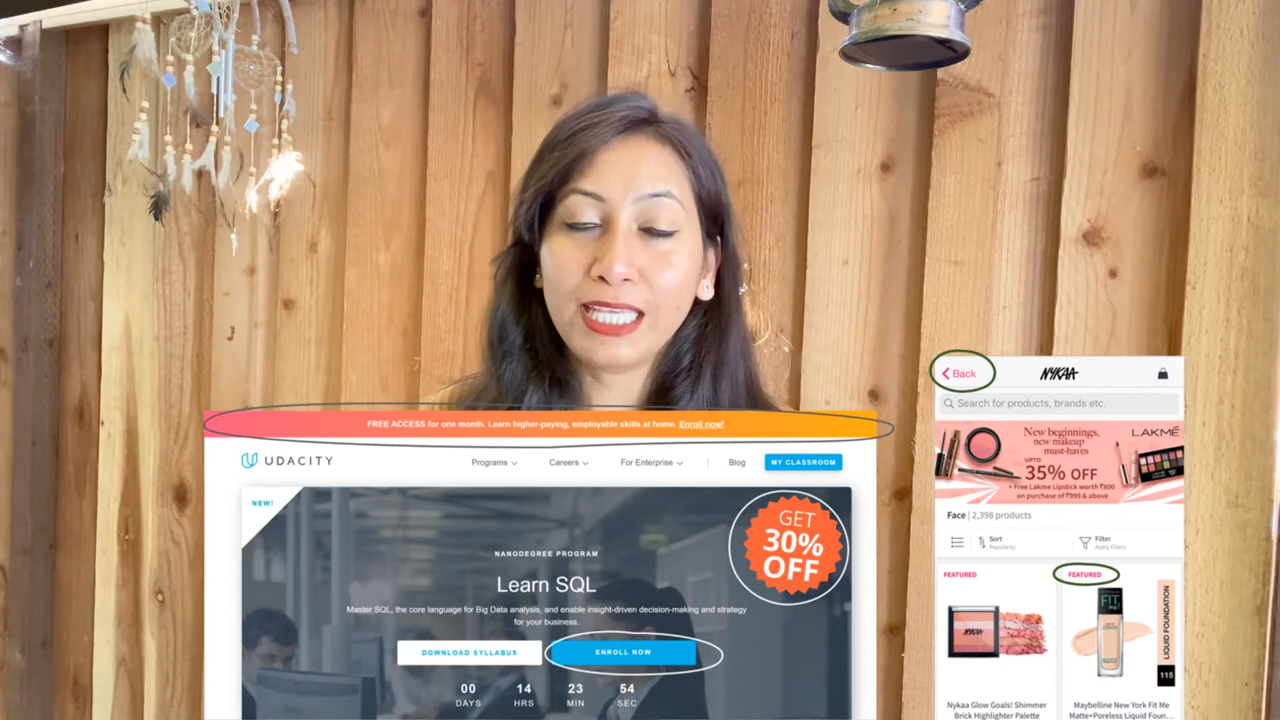 FREE ACCESS for one month. Learn higher-paying, employable skills at home. Enroll now!
UDACITY
Programs
Careers
For Enterprise
Blog
MY CLASSROOM
NEW!
GET
30%
OFF
NANODEGREE PROGRAM
Learn SQL
Master SQL, the core language for Big Data analysis, and enable insight-driven decision-making and strategy
for your business.
DOWNLOAD SYLLABUS
ENROLL NOW
00 14 23 54
DAYS HRS MIN SEC
Back
NYKAA
Search for products, brands etc.
New beginnings,
new makeup
must-haves
LAKMÉ
UPTO
35% OFF
+ Free Lakme Lipstick worth ₹800
on purchase of ₹999 & above
Face | 2,398 products
Sort
Popularity
Filter
Apply Filters
FEATURED
FEATURED
NYKAA
FIT
me!
LIQUID FOUNDATION
115
Nykaa Glow Goals! Shimmer
Brick Highlighter Palette
Maybelline New York Fit Me
Matte+Poreless Liquid Foun...